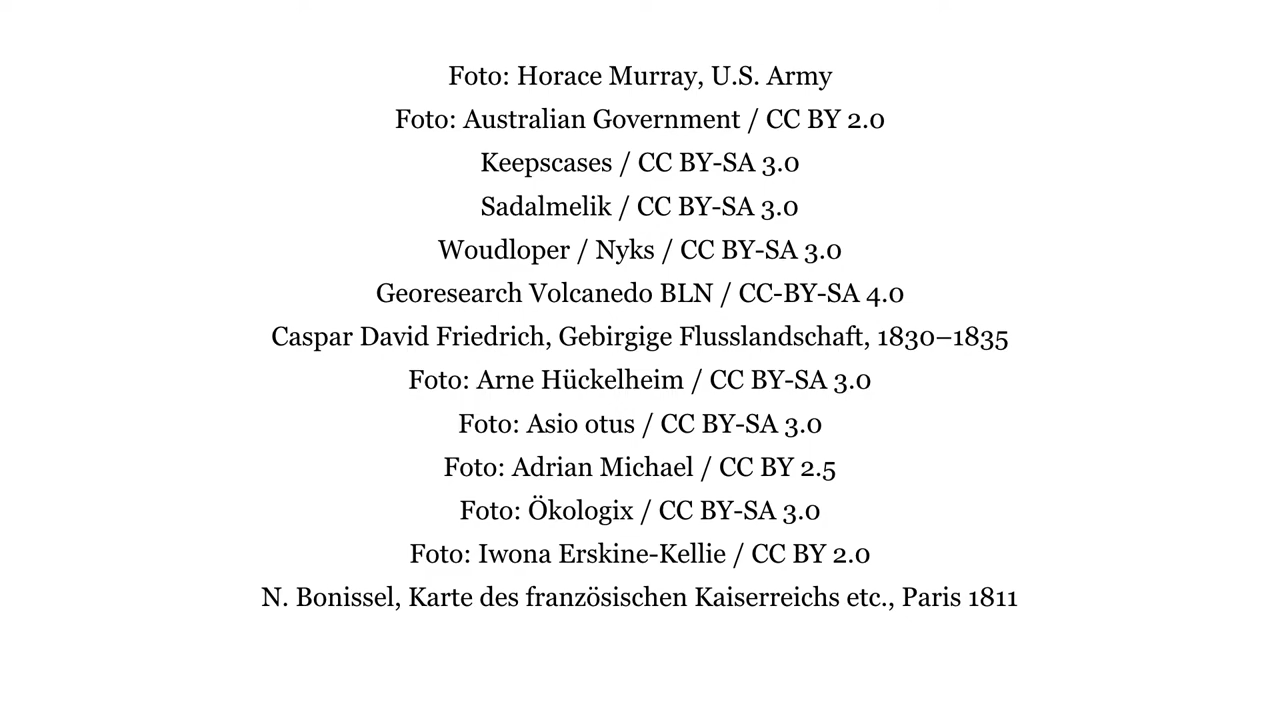 Foto: Horace Murray, U.S. Army
Foto: Australian Government / CC BY 2.0
Keepscases / CC BY-SA 3.0
Sadalmelik / CC BY-SA 3.0
Woudloper / Nyks / CC BY-SA 3.0
Georesearch Volcanedo BLN / CC-BY-SA 4.0
Caspar David Friedrich, Gebirgige Flusslandschaft, 1830–1835
Foto: Arne Hückelheim / CC BY-SA 3.0
Foto: Asio otus / CC BY-SA 3.0
Foto: Adrian Michael / CC BY 2.5
Foto: Ökologix / CC BY-SA 3.0
Foto: Iwona Erskine-Kellie / CC BY 2.0
N. Bonissel, Karte des französischen Kaiserreichs etc., Paris 1811